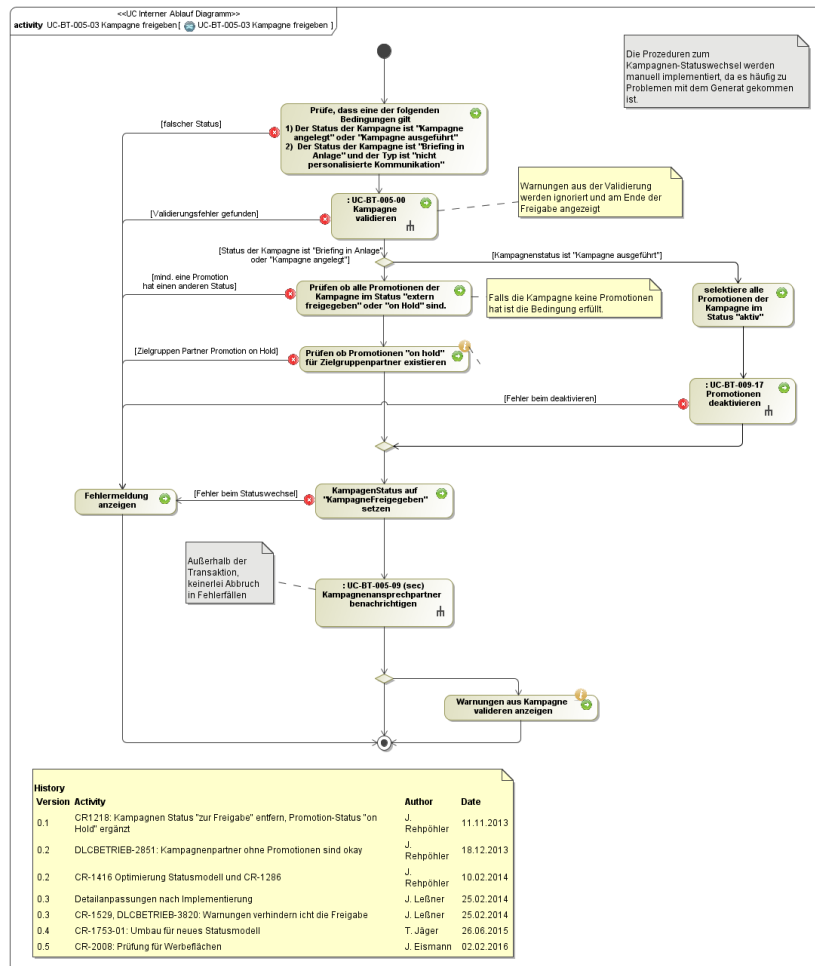 <<UC Interner Ablauf Diagramm>>
activity UC-BT-005-03 Kampagne freigeben [ UC-BT-005-03 Kampagne freigeben ]
Die Prozeduren zum
Kampagnen-Statuswechsel werden
manuell implementiert, da es häufig zu
Problemen mit dem Generat gekommen
ist.
[falscher Status]
Prüfe, dass eine der folgenden
Bedingungen gilt
1) Der Status der Kampagne ist "Kampagne
angelegt" oder "Kampagne ausgeführt"
2) Der Status der Kampagne ist "Briefing in
Anlage" und der Typ ist "nicht
personalisierte Kommunikation"
Warnungen aus der Validierung
werden ignoriert und am Ende der
Freigabe angezeigt
[Validierungsfehler gefunden]
: UC-BT-005-00
Kampagne
validieren
[Status der Kampagne ist "Briefing in Anlage"
oder "Kampagne angelegt"]
[Kampagnenstatus ist "Kampagne ausgeführt"]
[mind. eine Promotion
hat einen anderen Status]
Prüfen ob alle Promotionen der
Kampagne im Status "extern
freigegeben" oder "on Hold" sind.
Falls die Kampagne keine Promotionen
hat ist die Bedingung erfüllt.
selektiere alle
Promotionen der
Kampagne im
Status "aktiv"
[Zielgruppen Partner Promotion on Hold]
Prüfen ob Promotionen "on hold"
für Zielgruppenpartner existieren
[Fehler beim deaktivieren]
: UC-BT-009-17
Promotionen
deaktivieren
Fehlermeldung
anzeigen
[Fehler beim Statuswechsel]
KampagenStatus auf
"KampagneFreigegeben"
setzen
Außerhalb der
Transaktion,
keinerlei Abbruch
in Fehlerfällen
: UC-BT-005-09 (sec)
Kampagnenansprechpartner
benachrichtigen
Warnungen aus Kampagne
valideren anzeigen
History
Version Activity Author Date
0.1 CR1218: Kampagnen Status "zur Freigabe" entfern, Promotion-Status "on Hold" ergänzt J. Rehpöhler 11.11.2013
0.2 DLCBETRIEB-2851: Kampagnenpartner ohne Promotionen sind okay J. Rehpöhler 18.12.2013
0.2 CR-1416 Optimierung Statusmodell und CR-1286 J. Rehpöhler 10.02.2014
0.3 Detailanpassungen nach Implementierung J. Leßner 25.02.2014
0.3 CR-1529, DLCBETRIEB-3820: Warnungen verhindern icht die Freigabe J. Leßner 25.02.2014
0.4 CR-1753-01: Umbau für neues Statusmodell T. Jäger 26.06.2015
0.5 CR-2008: Prüfung für Werbeflächen J. Eismann 02.02.2016